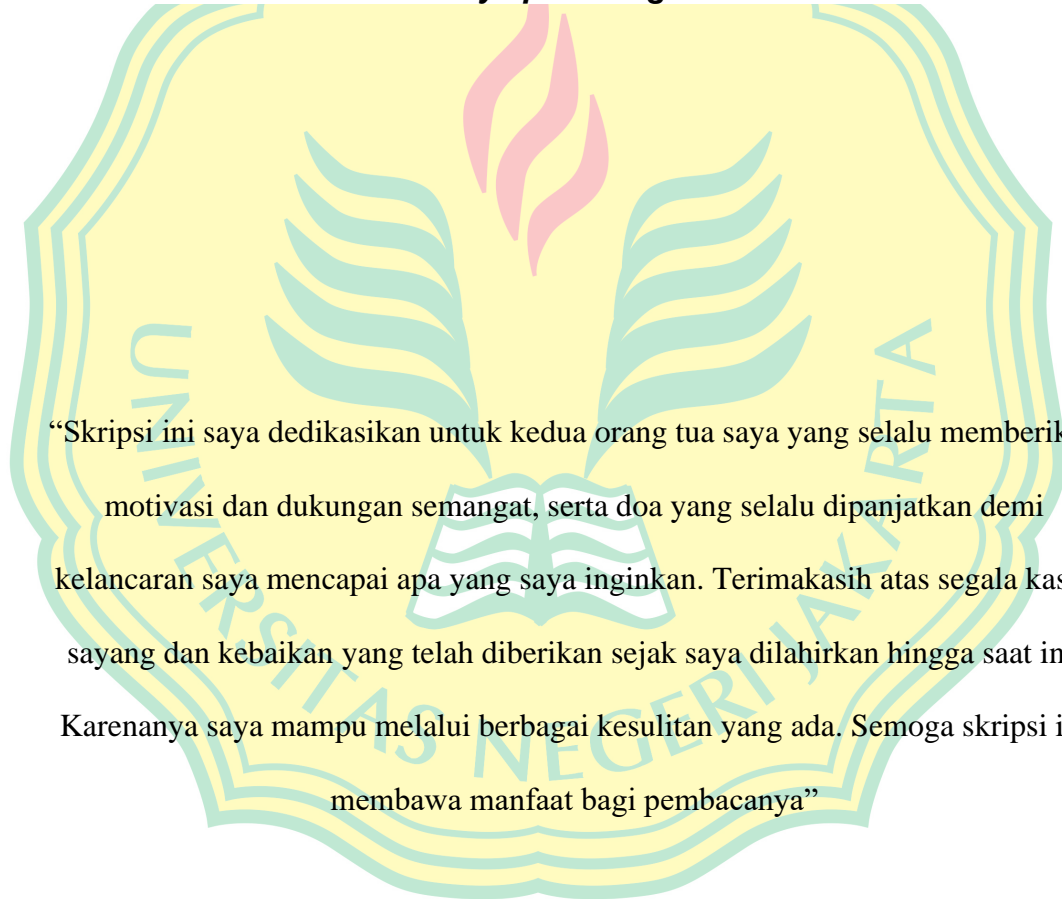 “Skripsi ini saya dedikasikan untuk kedua orang tua saya yang selalu memberik
motivasi dan dukungan semangat, serta doa yang selalu dipanjatkan demi
kelancaran saya mencapai apa yang saya inginkan. Terimakasih atas segala kas
sayang dan kebaikan yang telah diberikan sejak saya dilahirkan hingga saat in
Karenanya saya mampu melalui berbagai kesulitan yang ada. Semoga skripsi i
membawa manfaat bagi pembacanya”
UNIVERSITAS NEGERI JAKARTA